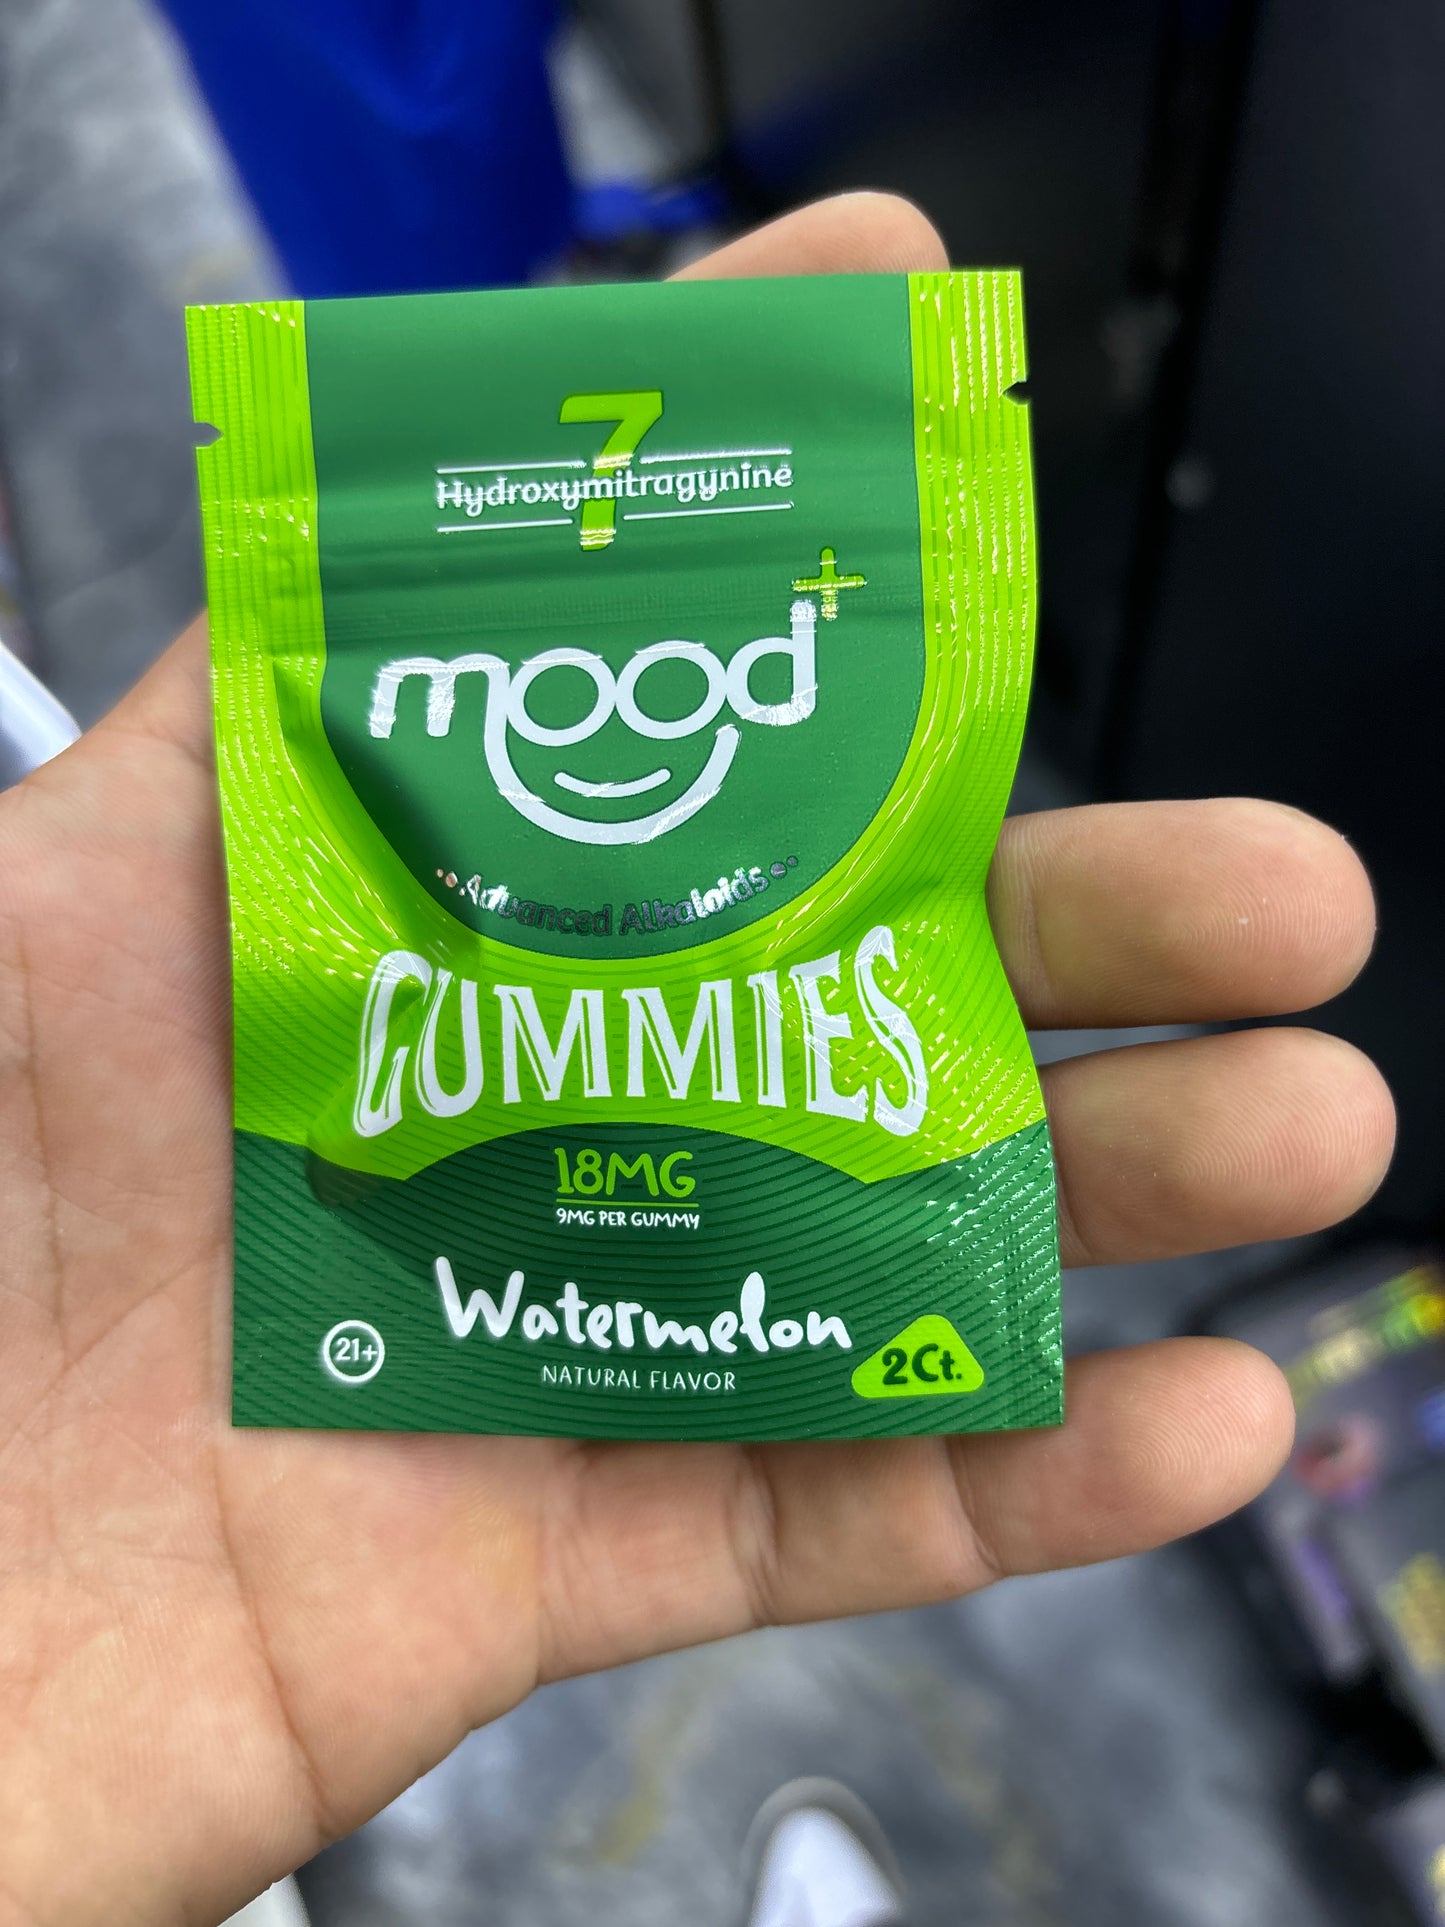 7
Hydroxymitragynine
mood+
Advanced Alkaloids
GUMMIES
18MG
9MG PER GUMMY
Watermelon
NATURAL FLAVOR
21+
2Ct.